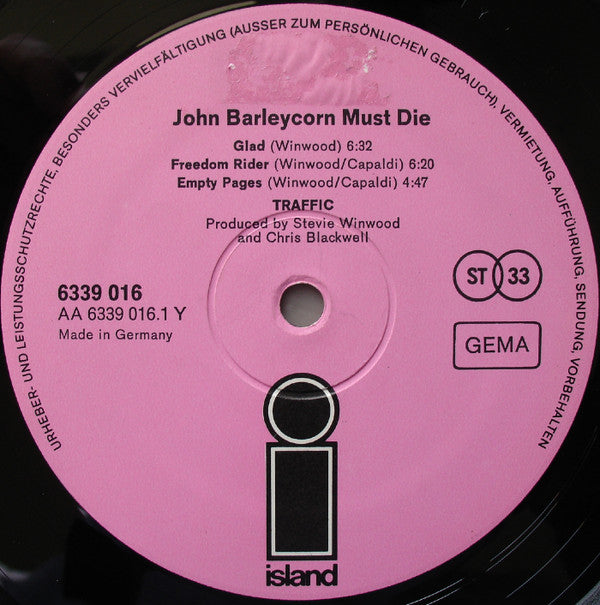 URHEBER- UND LEISTUNGSSCHUTZRECHTE, BESONDERS VERVIELFÄLTIGUNG (AUSSER ZUM PERSÖNLICHEN GEBRAUCH), VERMIETUNG, AUFFÜHRUNG, SENDUNG, VORBEHALTEN
John Barleycorn Must Die
Glad (Winwood) 6:32
Freedom Rider (Winwood/Capaldi) 6:20
Empty Pages (Winwood/Capaldi) 4:47
TRAFFIC
Produced by Stevie Winwood
and Chris Blackwell
6339 016
AA 6339 016.1 Y
Made in Germany
ST 33
GEMA
i
island